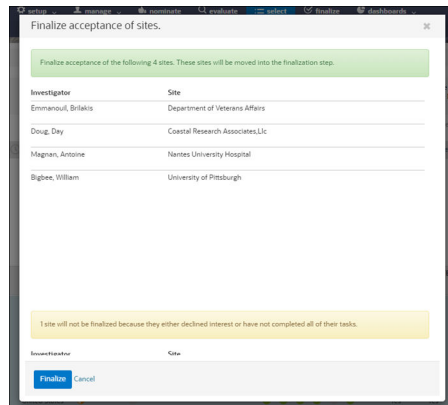 setup manage nominate evaluate select finalize dashboards
Finalize acceptance of sites. ×
Finalize acceptance of the following 4 sites. These sites will be moved into the finalization step.
Investigator Site
Emmanouil, Brilakis Department of Veterans Affairs
Doug, Day Coastal Research Associates,Llc
Magnan, Antoine Nantes University Hospital
Bigbee, William University of Pittsburgh
1 site will not be finalized because they either declined interest or have not completed all of their tasks.
Investigator Site
Finalize Cancel